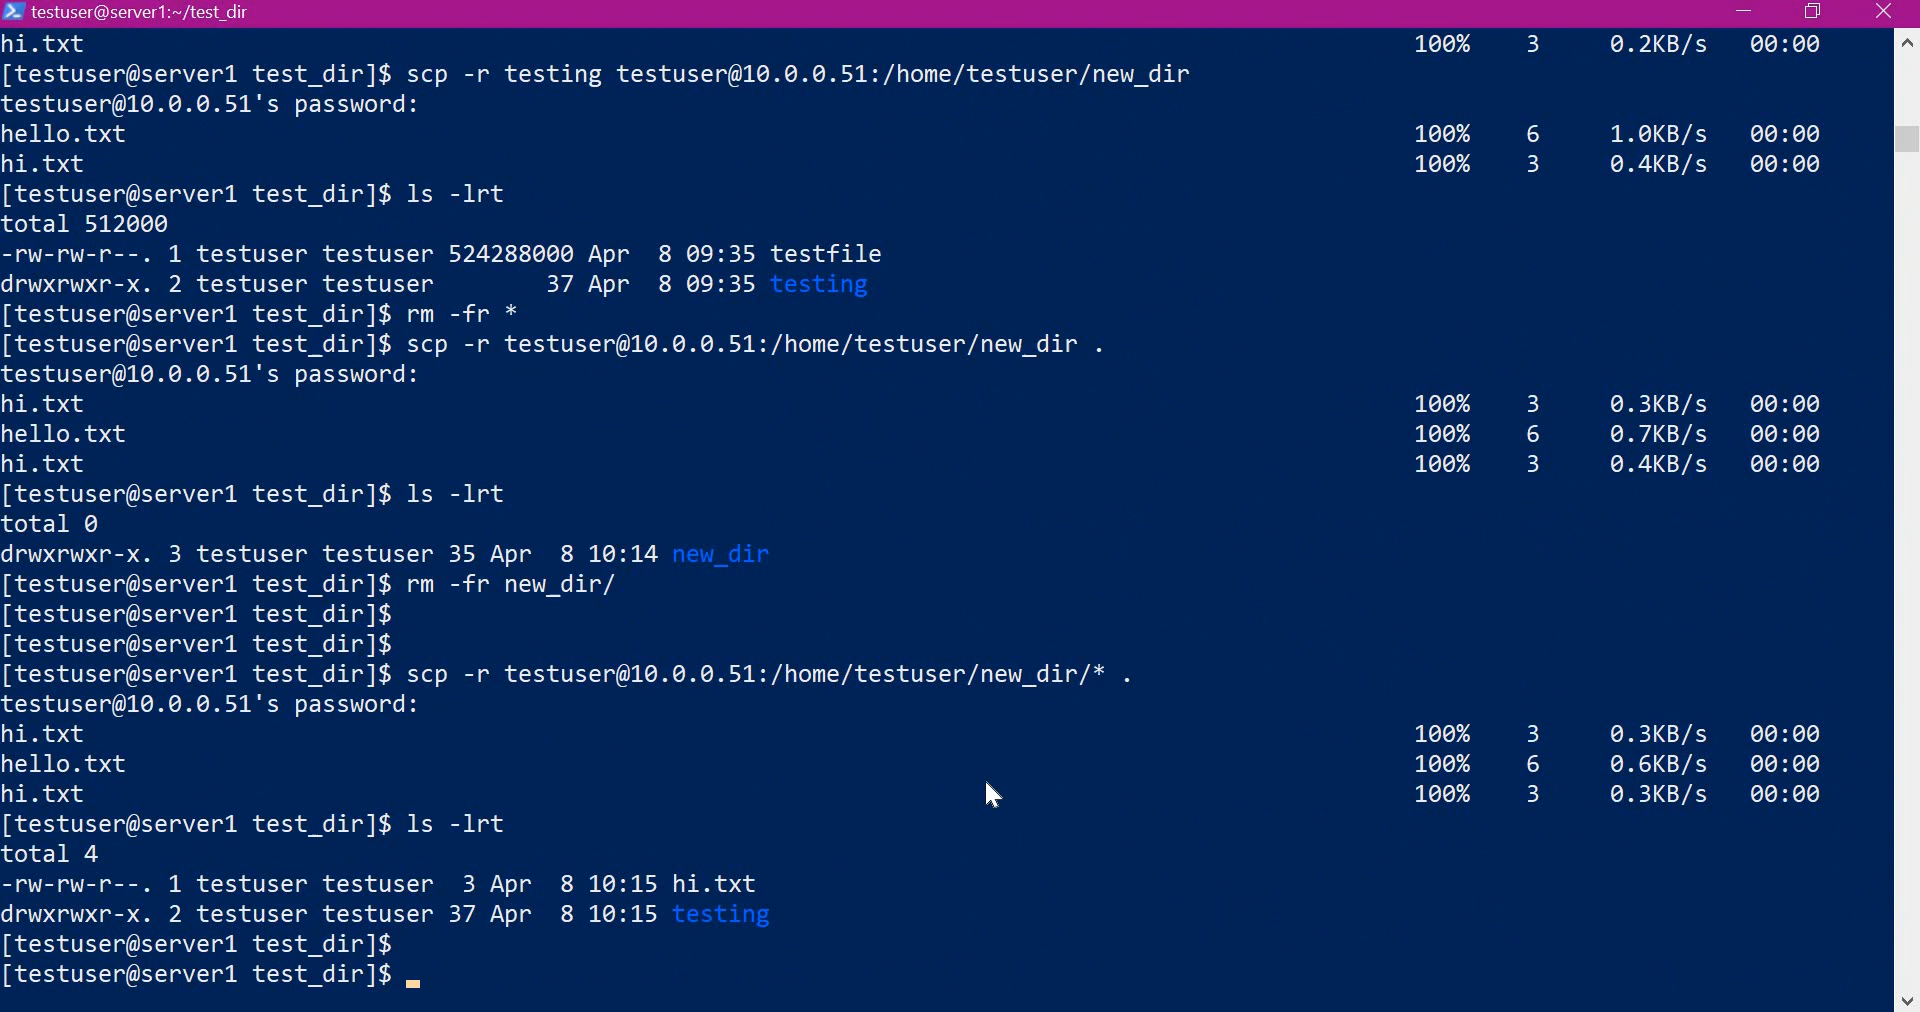 testuser@server1:~/test_dir
hi.txt 100% 3 0.2KB/s 00:00
[testuser@server1 test_dir]$ scp -r testing testuser@10.0.0.51:/home/testuser/new_dir
testuser@10.0.0.51's password:
hello.txt 100% 6 1.0KB/s 00:00
hi.txt 100% 3 0.4KB/s 00:00
[testuser@server1 test_dir]$ ls -lrt
total 512000
-rw-rw-r--. 1 testuser testuser 524288000 Apr  8 09:35 testfile
drwxrwxr-x. 2 testuser testuser        37 Apr  8 09:35 testing
[testuser@server1 test_dir]$ rm -fr *
[testuser@server1 test_dir]$ scp -r testuser@10.0.0.51:/home/testuser/new_dir .
testuser@10.0.0.51's password:
hi.txt 100% 3 0.3KB/s 00:00
hello.txt 100% 6 0.7KB/s 00:00
hi.txt 100% 3 0.4KB/s 00:00
[testuser@server1 test_dir]$ ls -lrt
total 0
drwxrwxr-x. 3 testuser testuser 35 Apr  8 10:14 new_dir
[testuser@server1 test_dir]$ rm -fr new_dir/
[testuser@server1 test_dir]$
[testuser@server1 test_dir]$
[testuser@server1 test_dir]$ scp -r testuser@10.0.0.51:/home/testuser/new_dir/* .
testuser@10.0.0.51's password:
hi.txt 100% 3 0.3KB/s 00:00
hello.txt 100% 6 0.6KB/s 00:00
hi.txt 100% 3 0.3KB/s 00:00
[testuser@server1 test_dir]$ ls -lrt
total 4
-rw-rw-r--. 1 testuser testuser  3 Apr  8 10:15 hi.txt
drwxrwxr-x. 2 testuser testuser 37 Apr  8 10:15 testing
[testuser@server1 test_dir]$
[testuser@server1 test_dir]$